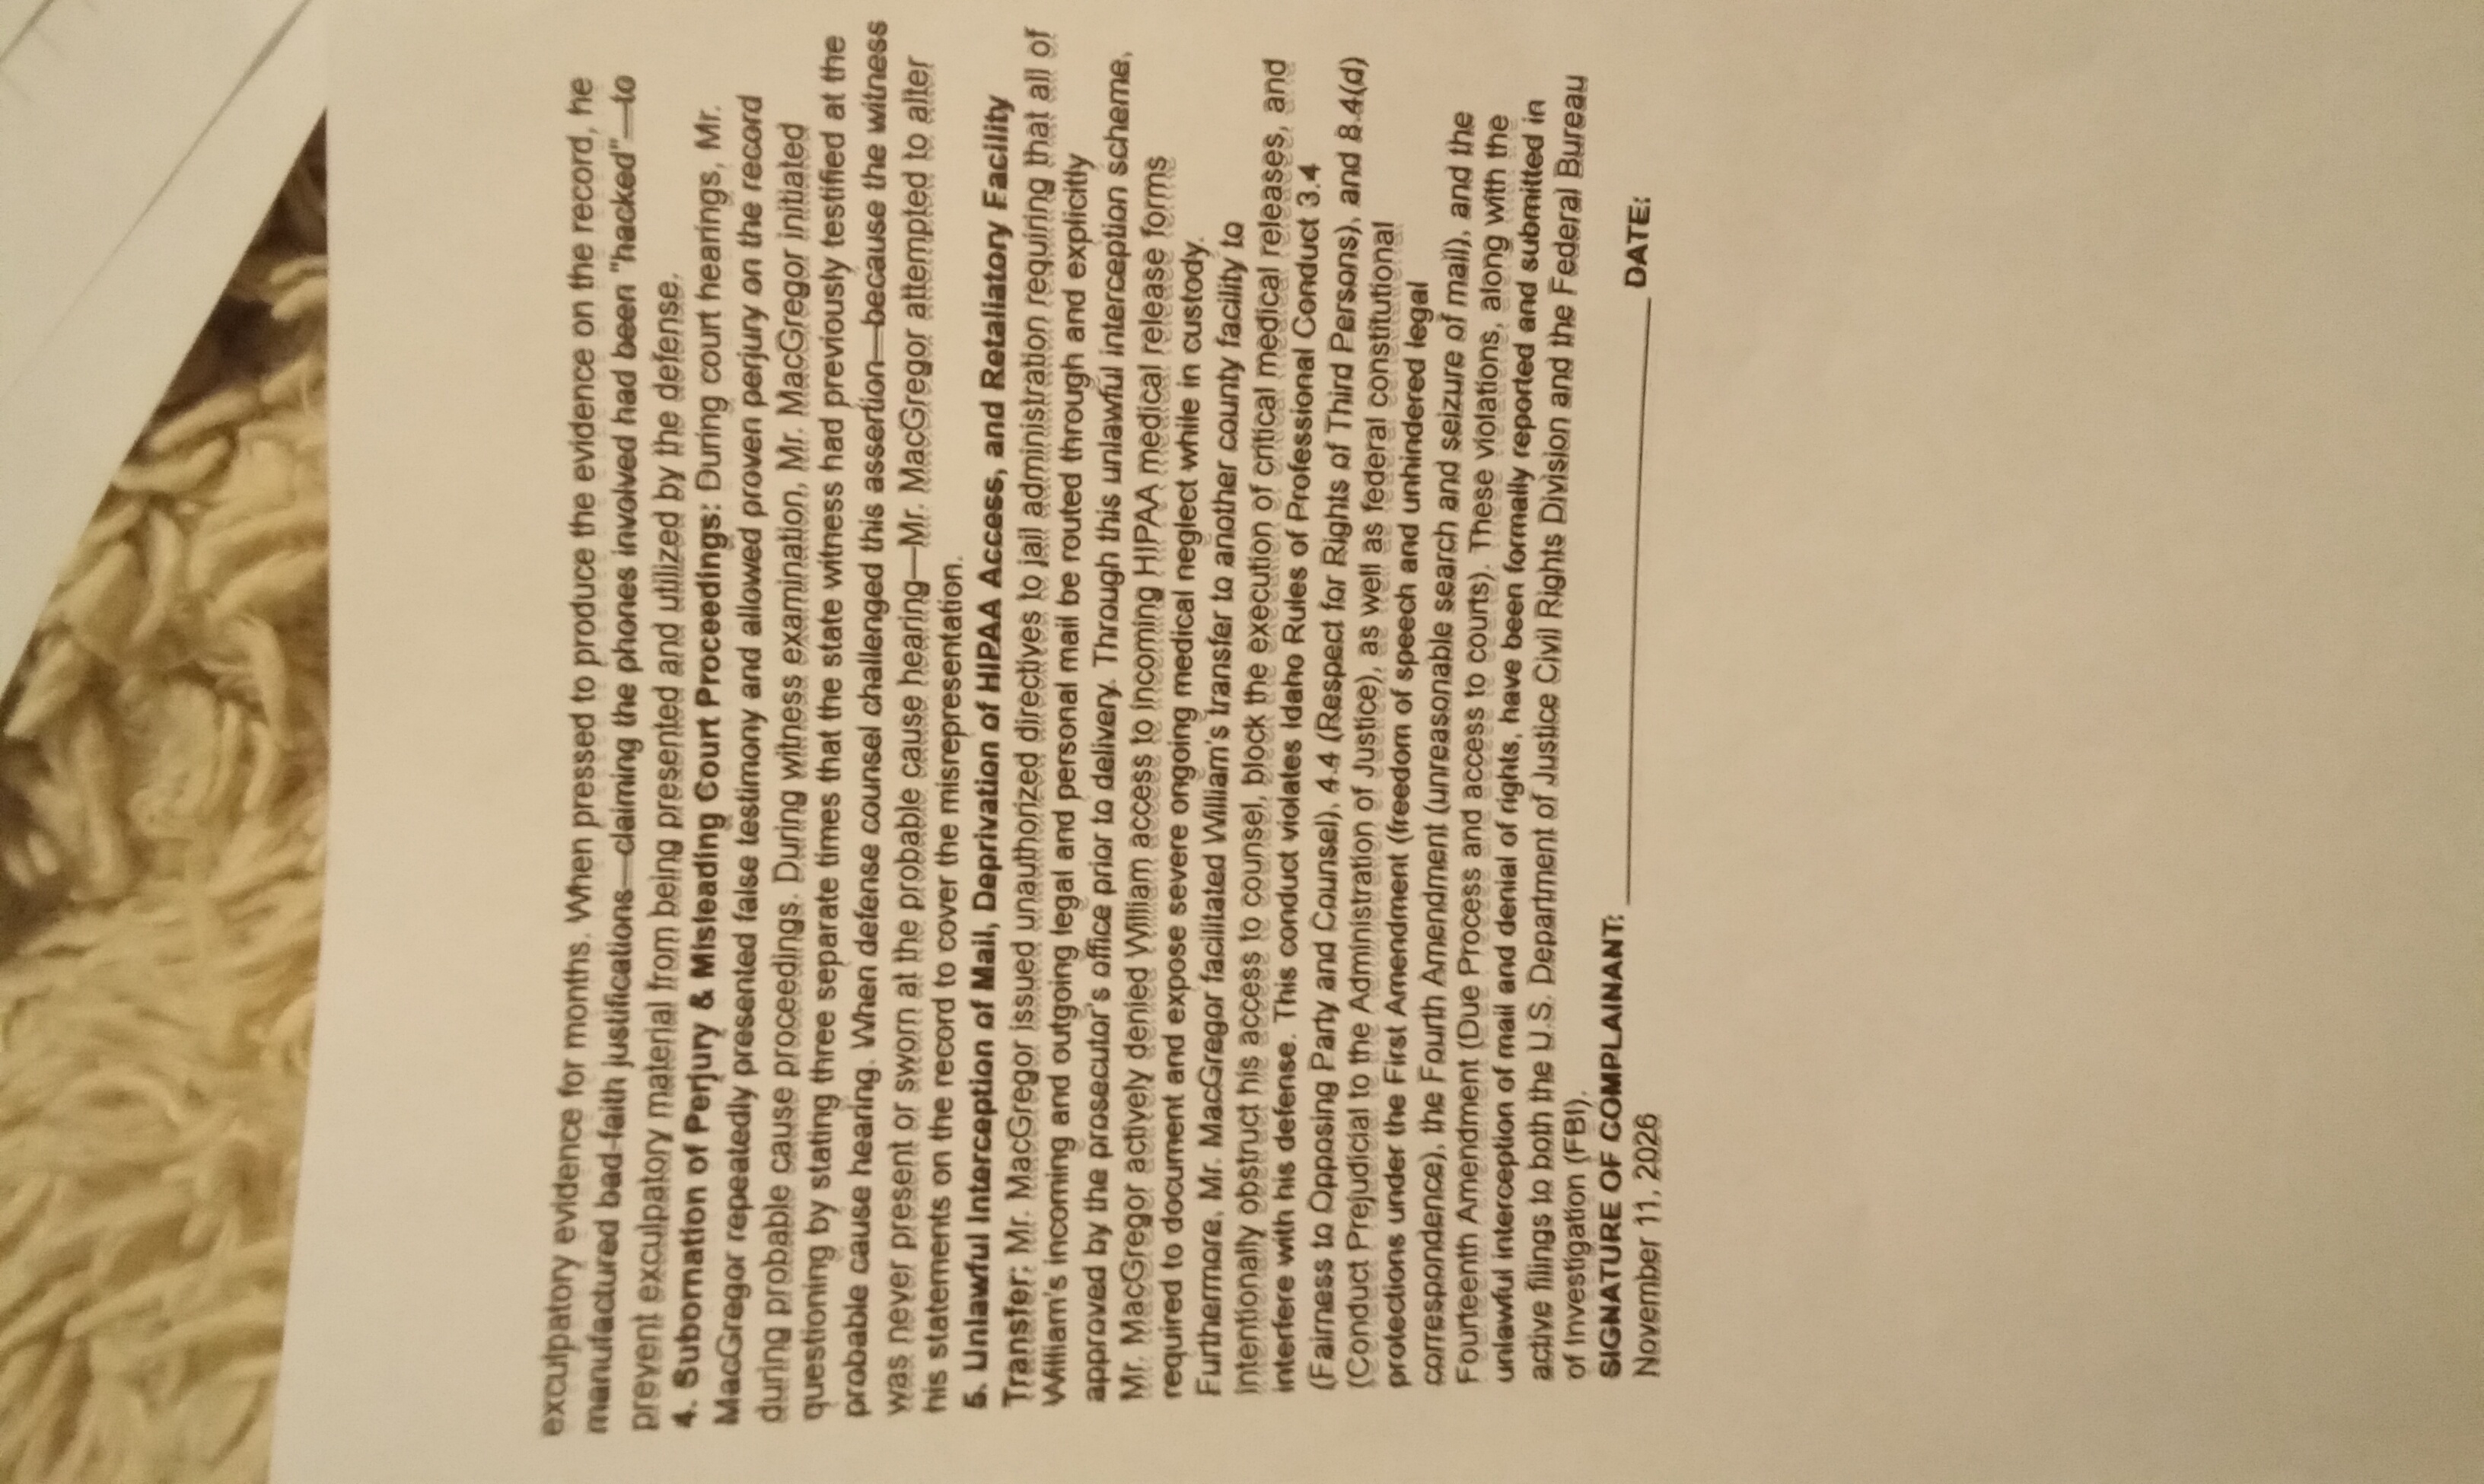 exculpatory evidence for months. When pressed to produce the evidence on the record, he
manufactured bad-faith justifications—claiming the phones involved had been "hacked"—to
prevent exculpatory material from being presented and utilized by the defense.
4. Subornation of Perjury & Misleading Court Proceedings: During court hearings, Mr.
MacGregor repeatedly presented false testimony and allowed proven perjury on the record
during probable cause proceedings. During witness examination, Mr. MacGregor initiated
questioning by stating three separate times that the state witness had previously testified at the
probable cause hearing. When defense counsel challenged this assertion—because the witness
was never present or sworn at the probable cause hearing—Mr. MacGregor attempted to alter
his statements on the record to cover the misrepresentation.
5. Unlawful Interception of Mail, Deprivation of HIPAA Access, and Retaliatory Facility
Transfer: Mr. MacGregor issued unauthorized directives to jail administration requiring that all of
William's incoming and outgoing legal and personal mail be routed through and explicitly
approved by the prosecutor's office prior to delivery. Through this unlawful interception scheme,
Mr. MacGregor actively denied William access to incoming HIPAA medical release forms
required to document and expose severe ongoing medical neglect while in custody.
Furthermore, Mr. MacGregor facilitated William's transfer to another county facility to
intentionally obstruct his access to counsel, block the execution of critical medical releases, and
interfere with his defense. This conduct violates Idaho Rules of Professional Conduct 3.4
(Fairness to Opposing Party and Counsel), 4.4 (Respect for Rights of Third Persons), and 8.4(d)
(Conduct Prejudicial to the Administration of Justice), as well as federal constitutional
protections under the First Amendment (freedom of speech and unhindered legal
correspondence), the Fourth Amendment (unreasonable search and seizure of mail), and the
Fourteenth Amendment (Due Process and access to courts). These violations, along with the
unlawful interception of mail and denial of rights, have been formally reported and submitted in
active filings to both the U.S. Department of Justice Civil Rights Division and the Federal Bureau
of Investigation (FBI).
SIGNATURE OF COMPLAINANT: ____________________ DATE:
November 11, 2026